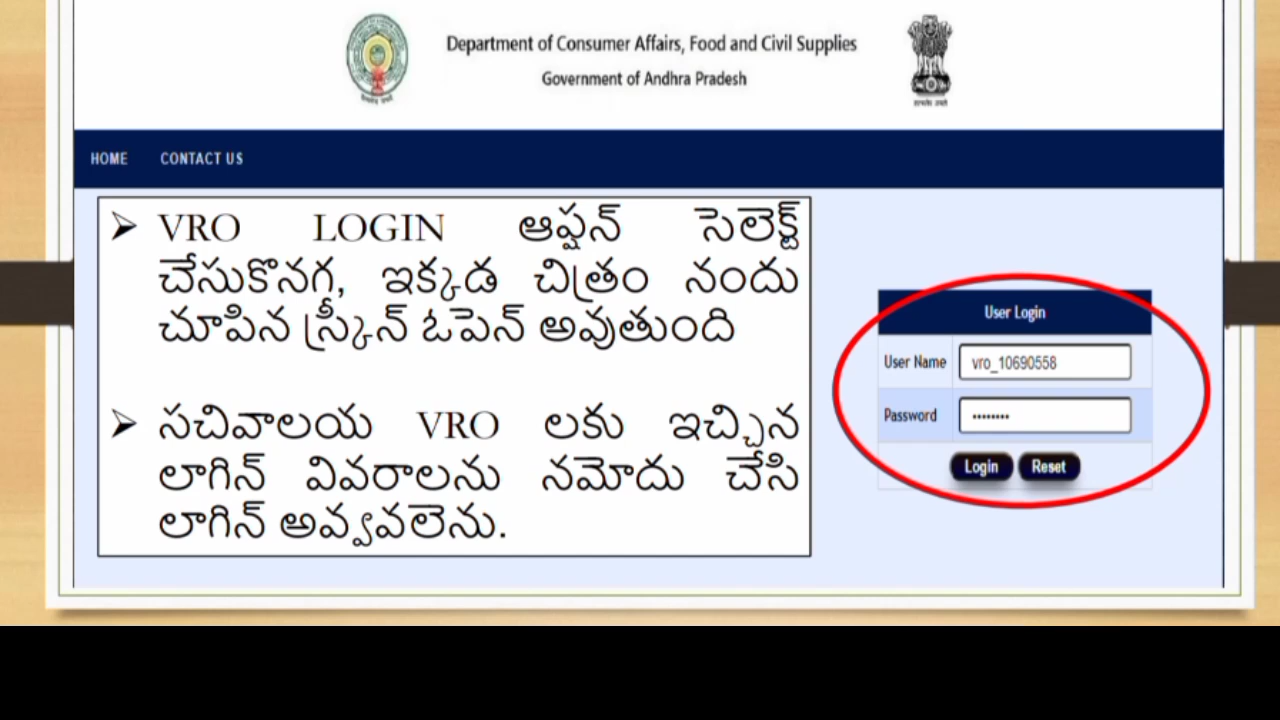 Department of Consumer Affairs, Food and Civil Supplies
Government of Andhra Pradesh
HOME CONTACT US
➢ VRO LOGIN ఆప్షన్ సెలెక్ట్
చేసుకొనగ, ఇక్కడ చిత్రం నందు
చూపిన స్క్రీన్ ఓపెన్ అవుతుంది
➢ సచివాలయ VRO లకు ఇచ్చిన
లాగిన్ వివరాలను నమోదు చేసి
లాగిన్ అవ్వవలెను.
User Login
User Name vro_10690558
Password ••••••••
Login Reset